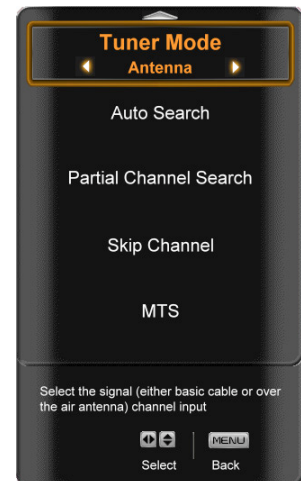 Tuner Mode
Antenna
Auto Search
Partial Channel Search
Skip Channel
MTS
Select the signal (either basic cable or over
the air antenna) channel input
MENU
Select Back